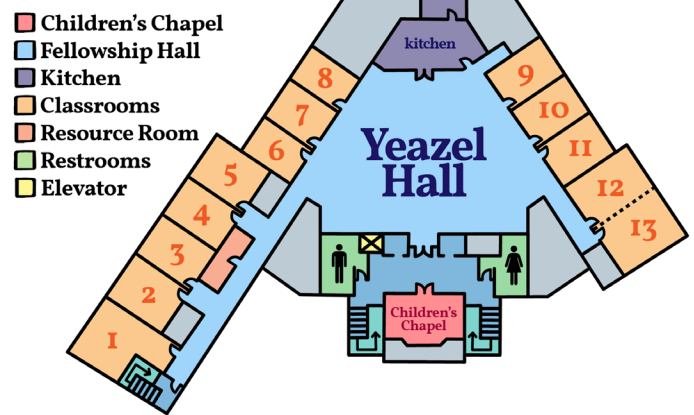 Children's Chapel
Fellowship Hall
Kitchen
Classrooms
Resource Room
Restrooms
Elevator
kitchen
8
9
7
10
6
11
Yeazel
Hall
5
12
4
13
3
2
1
Children's
Chapel